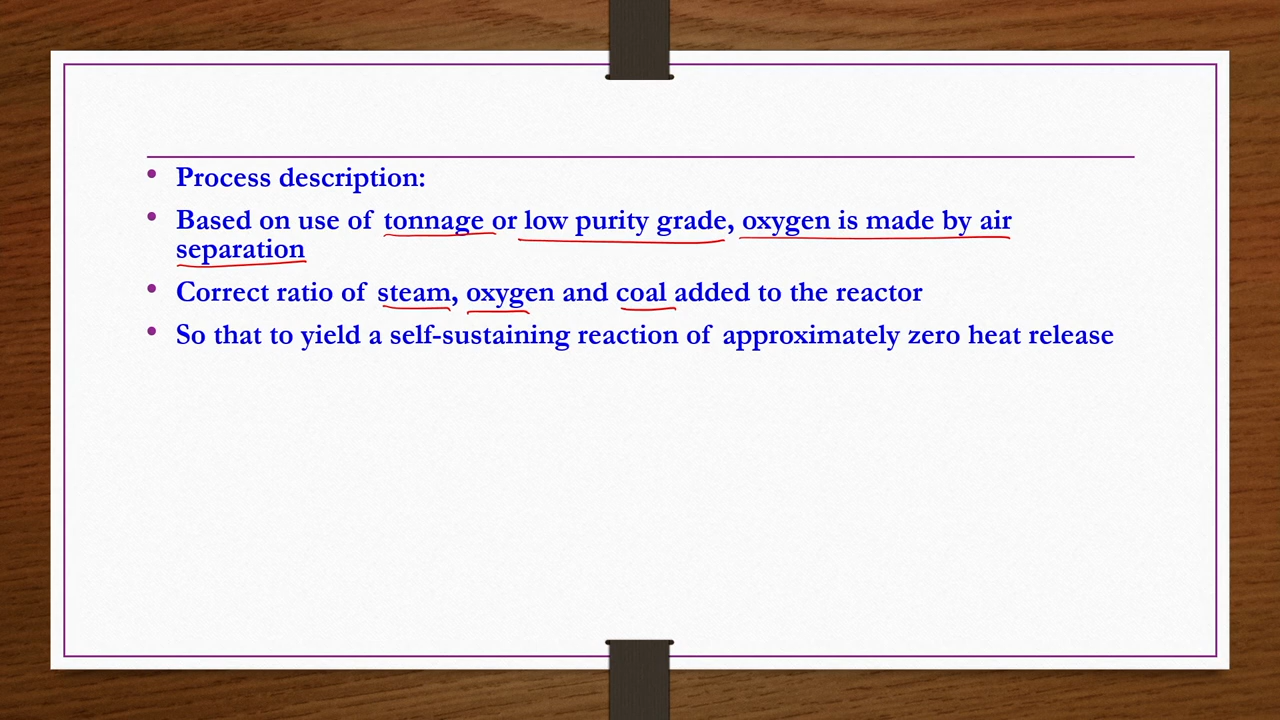 • Process description:
• Based on use of tonnage or low purity grade, oxygen is made by air
separation
• Correct ratio of steam, oxygen and coal added to the reactor
• So that to yield a self-sustaining reaction of approximately zero heat release